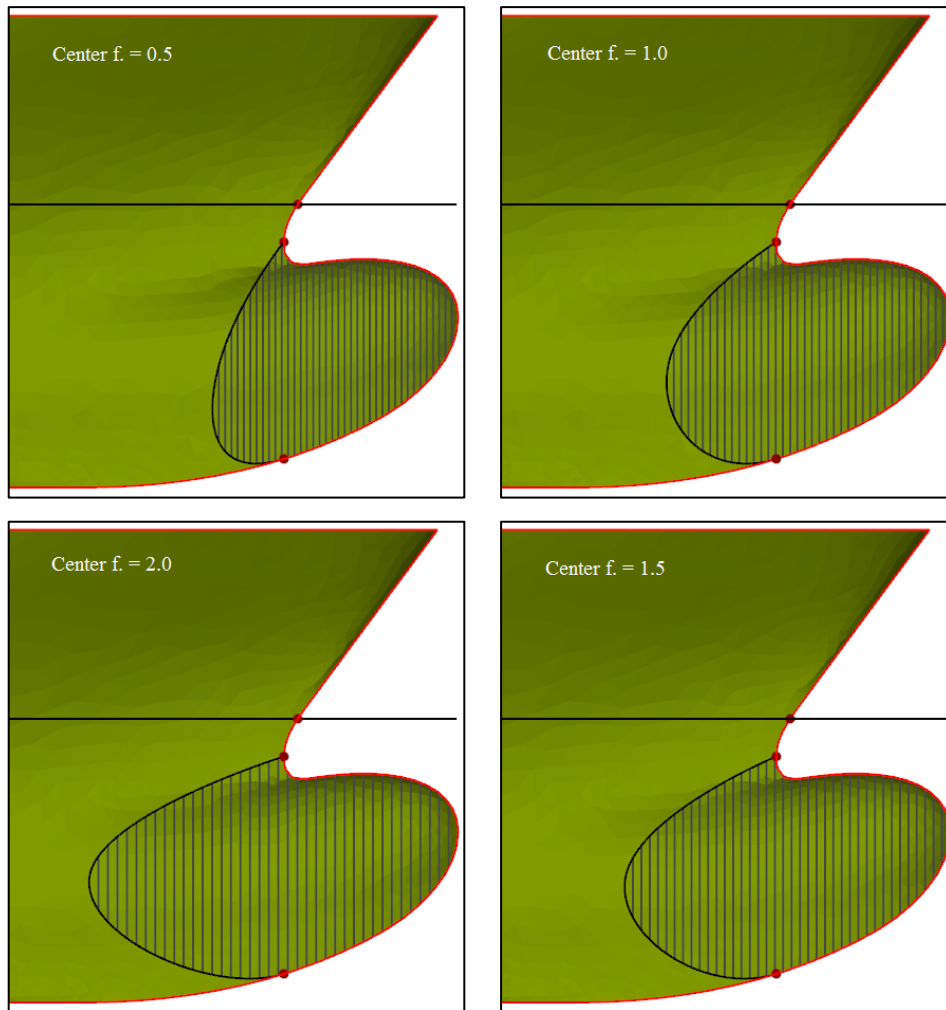 Center f. = 0.5
Center f. = 1.0
Center f. = 2.0
Center f. = 1.5